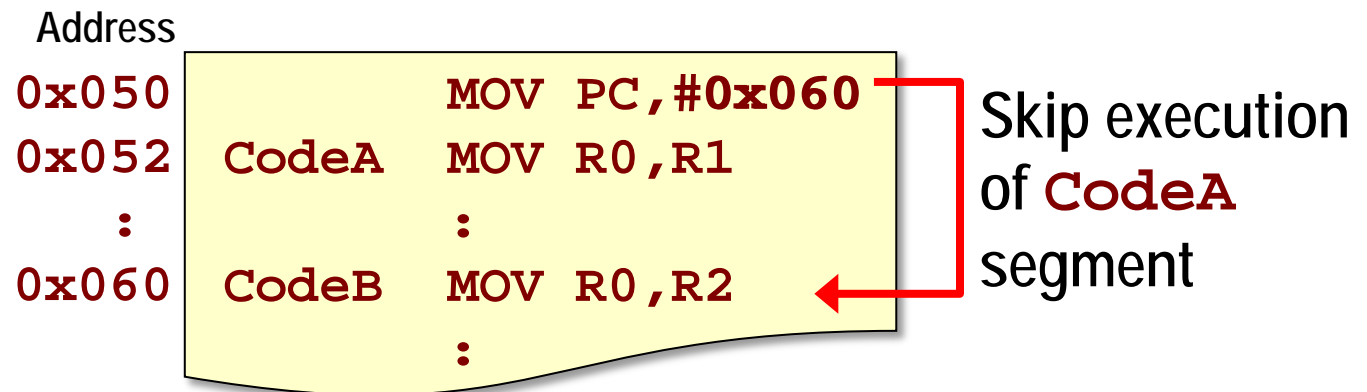 Address
0x050 MOV PC,#0x060
0x052 CodeA MOV R0,R1
: :
0x060 CodeB MOV R0,R2
:
Skip execution
of CodeA
segment